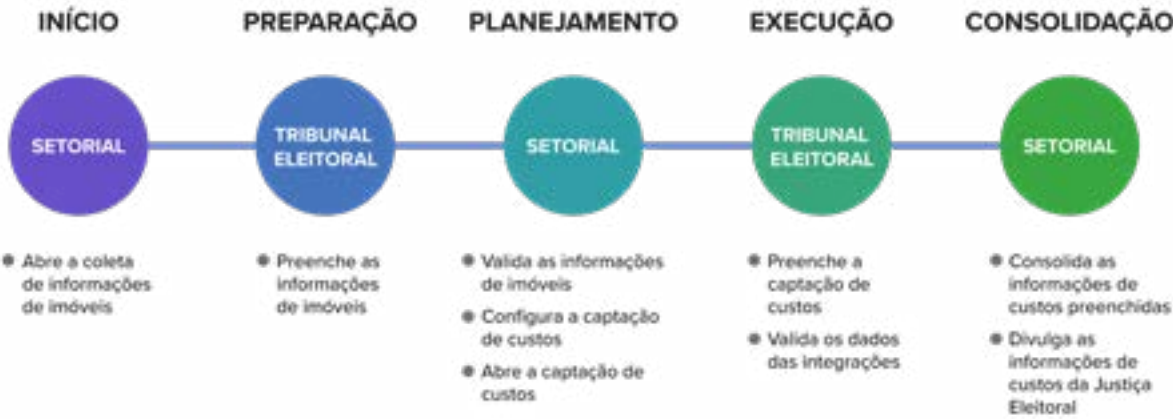 INÍCIO
SETORIAL
Abre a coleta
de informações
de imóveis
PREPARAÇÃO
TRIBUNAL
ELEITORAL
Preenche as
informações
de imóveis
PLANEJAMENTO
SETORIAL
Valida as informações
de imóveis
Configura a captação
de custos
Abre a captação de
custos
EXECUÇÃO
TRIBUNAL
ELEITORAL
Preenche a
captação de
custos
Valida os dados
das integrações
CONSOLIDAÇÃO
SETORIAL
Consolida as
informações de
custos preenchidas
Divulga as
informações de
custos da Justiça
Eleitoral